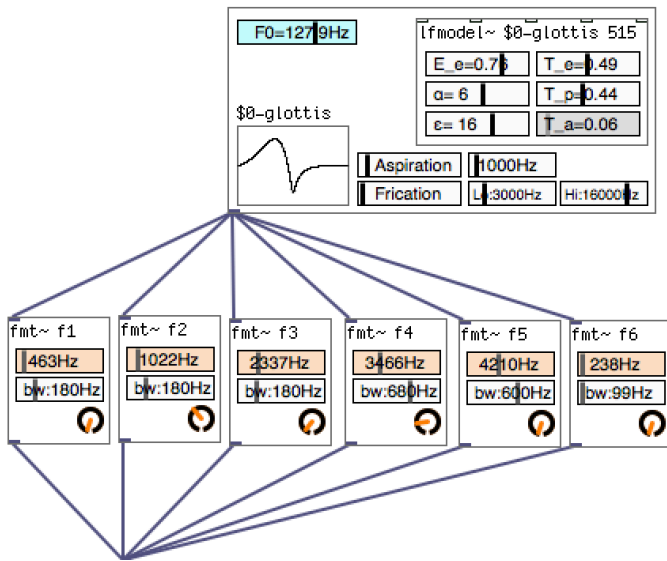 F0=127.9Hz
lfmodel~ $0-glottis 515
E_e=0.76
T_e=0.49
α= 6
T_p=0.44
ε= 16
T_a=0.06
$0-glottis
Aspiration
1000Hz
Frication
Lo:3000Hz
Hi:16000Hz
fmt~ f1
463Hz
bw:180Hz
fmt~ f2
1022Hz
bw:180Hz
fmt~ f3
2337Hz
bw:180Hz
fmt~ f4
3466Hz
bw:680Hz
fmt~ f5
4210Hz
bw:600Hz
fmt~ f6
238Hz
bw:99Hz